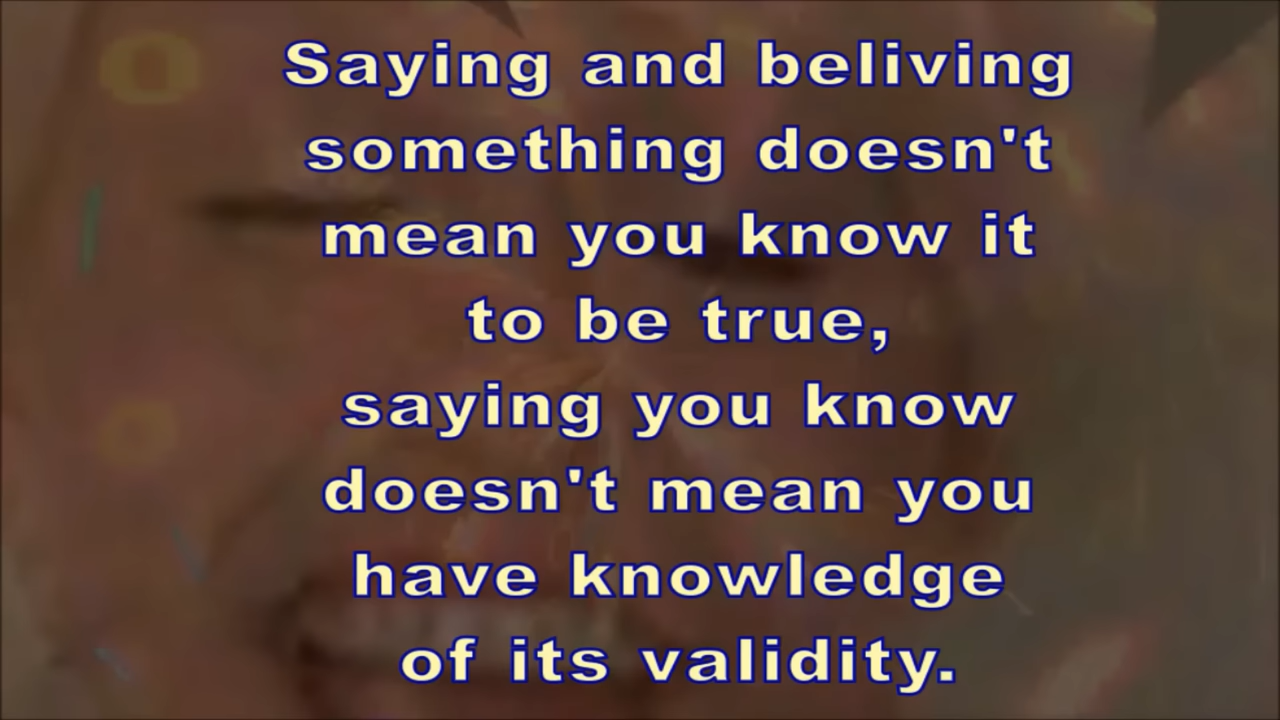 Saying and beliving
something doesn't
mean you know it
to be true,
saying you know
doesn't mean you
have knowledge
of its validity.